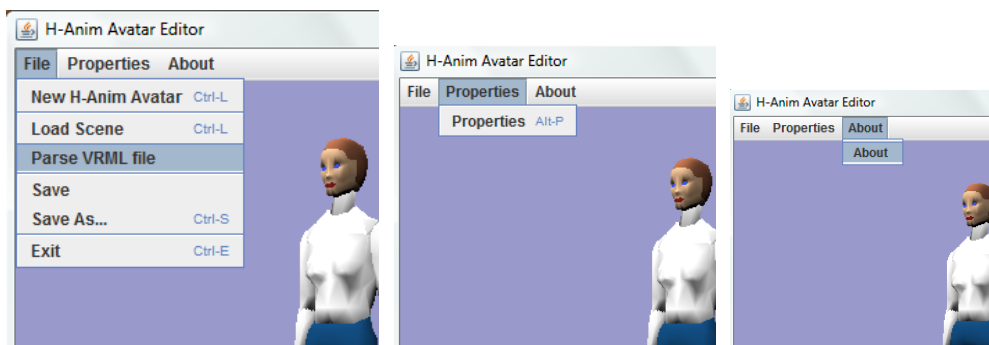 H-Anim Avatar Editor
File Properties About
New H-Anim Avatar Ctrl-L
Load Scene Ctrl-L
Parse VRML file
Save
Save As... Ctrl-S
Exit Ctrl-E
H-Anim Avatar Editor
File Properties About
Properties Alt-P
H-Anim Avatar Editor
File Properties About
About